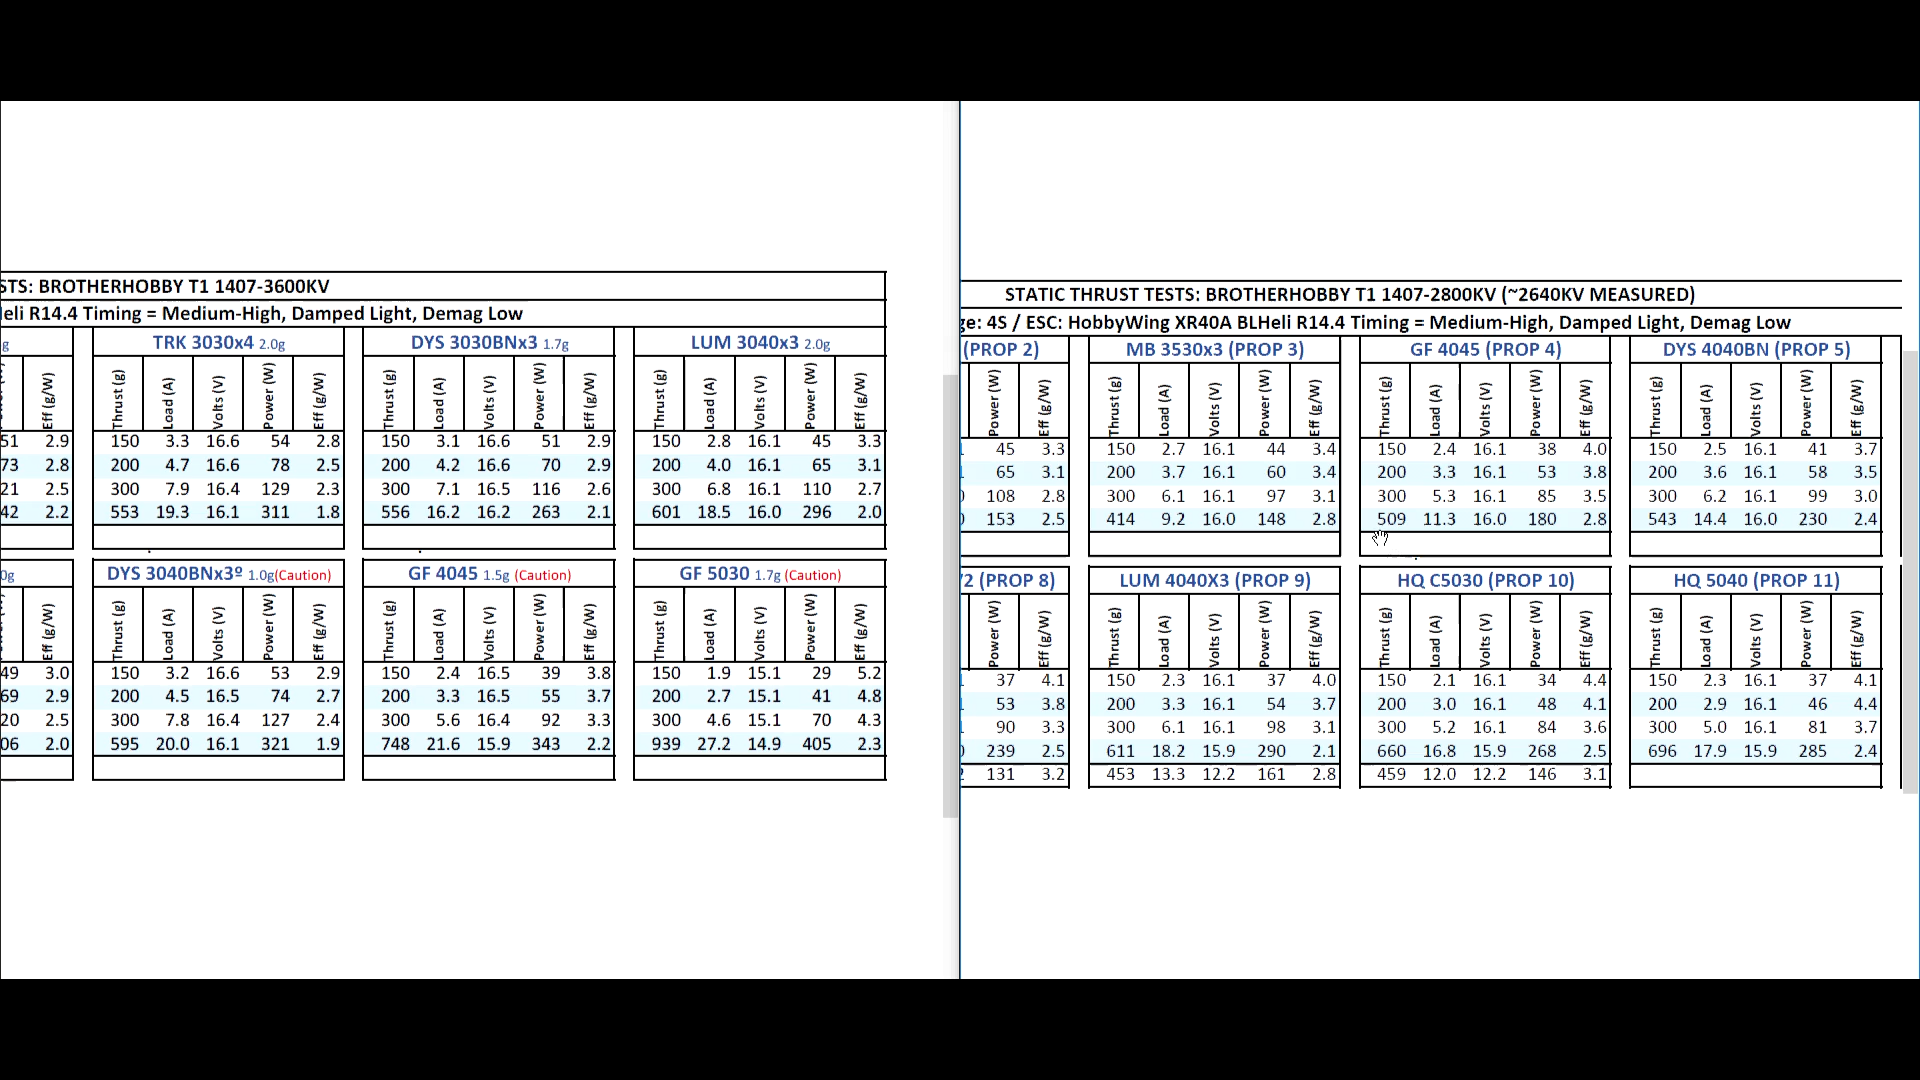 STS: BROTHERHOBBY T1 1407-3600KV
Heli R14.4 Timing = Medium-High, Damped Light, Demag Low
g TRK 3030x4 2.0g DYS 3030BNx3 1.7g LUM 3040x3 2.0g
Eff (g/W) Thrust (g) Load (A) Volts (V) Power (W) Eff (g/W) Thrust (g) Load (A) Volts (V) Power (W) Eff (g/W) Thrust (g) Load (A) Volts (V) Power (W) Eff (g/W)
51 2.9 150 3.3 16.6 54 2.8 150 3.1 16.6 51 2.9 150 2.8 16.1 45 3.3
73 2.8 200 4.7 16.6 78 2.5 200 4.2 16.6 70 2.9 200 4.0 16.1 65 3.1
21 2.5 300 7.9 16.4 129 2.3 300 7.1 16.5 116 2.6 300 6.8 16.1 110 2.7
42 2.2 553 19.3 16.1 311 1.8 556 16.2 16.2 263 2.1 601 18.5 16.0 296 2.0
0g DYS 3040BNx3º 1.0g(Caution) GF 4045 1.5g (Caution) GF 5030 1.7g (Caution)
Eff (g/W) Thrust (g) Load (A) Volts (V) Power (W) Eff (g/W) Thrust (g) Load (A) Volts (V) Power (W) Eff (g/W) Thrust (g) Load (A) Volts (V) Power (W) Eff (g/W)
49 3.0 150 3.2 16.6 53 2.9 150 2.4 16.5 39 3.8 150 1.9 15.1 29 5.2
69 2.9 200 4.5 16.5 74 2.7 200 3.3 16.5 55 3.7 200 2.7 15.1 41 4.8
20 2.5 300 7.8 16.4 127 2.4 300 5.6 16.4 92 3.3 300 4.6 15.1 70 4.3
06 2.0 595 20.0 16.1 321 1.9 748 21.6 15.9 343 2.2 939 27.2 14.9 405 2.3
STATIC THRUST TESTS: BROTHERHOBBY T1 1407-2800KV (~2640KV MEASURED)
ge: 4S / ESC: HobbyWing XR40A BLHeli R14.4 Timing = Medium-High, Damped Light, Demag Low
(PROP 2) MB 3530x3 (PROP 3) GF 4045 (PROP 4) DYS 4040BN (PROP 5)
Power (W) Eff (g/W) Thrust (g) Load (A) Volts (V) Power (W) Eff (g/W) Thrust (g) Load (A) Volts (V) Power (W) Eff (g/W) Thrust (g) Load (A) Volts (V) Power (W) Eff (g/W)
45 3.3 150 2.7 16.1 44 3.4 150 2.4 16.1 38 4.0 150 2.5 16.1 41 3.7
65 3.1 200 3.7 16.1 60 3.4 200 3.3 16.1 53 3.8 200 3.6 16.1 58 3.5
108 2.8 300 6.1 16.1 97 3.1 300 5.3 16.1 85 3.5 300 6.2 16.1 99 3.0
153 2.5 414 9.2 16.0 148 2.8 509 11.3 16.0 180 2.8 543 14.4 16.0 230 2.4
/2 (PROP 8) LUM 4040X3 (PROP 9) HQ C5030 (PROP 10) HQ 5040 (PROP 11)
Power (W) Eff (g/W) Thrust (g) Load (A) Volts (V) Power (W) Eff (g/W) Thrust (g) Load (A) Volts (V) Power (W) Eff (g/W) Thrust (g) Load (A) Volts (V) Power (W) Eff (g/W)
37 4.1 150 2.3 16.1 37 4.0 150 2.1 16.1 34 4.4 150 2.3 16.1 37 4.1
53 3.8 200 3.3 16.1 54 3.7 200 3.0 16.1 48 4.1 200 2.9 16.1 46 4.4
90 3.3 300 6.1 16.1 98 3.1 300 5.2 16.1 84 3.6 300 5.0 16.1 81 3.7
239 2.5 611 18.2 15.9 290 2.1 660 16.8 15.9 268 2.5 696 17.9 15.9 285 2.4
131 3.2 453 13.3 12.2 161 2.8 459 12.0 12.2 146 3.1